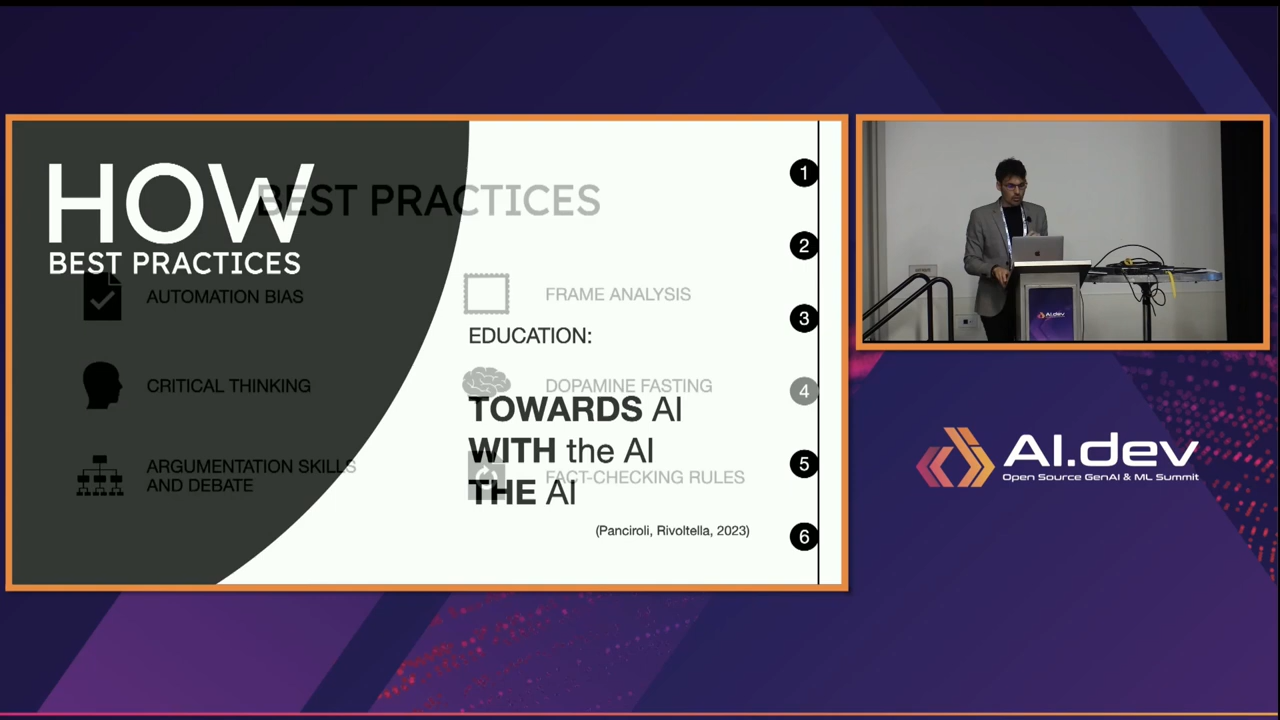 HOW
BEST PRACTICES
BEST PRACTICES
AUTOMATION BIAS
CRITICAL THINKING
ARGUMENTATION SKILLS
AND DEBATE
FRAME ANALYSIS
EDUCATION:
DOPAMINE FASTING
TOWARDS AI
WITH the AI
FACT-CHECKING RULES
THE AI
(Panciroli, Rivoltella, 2023)
1
2
3
4
5
6
AI.dev
AI.dev
Open Source GenAI & ML Summit